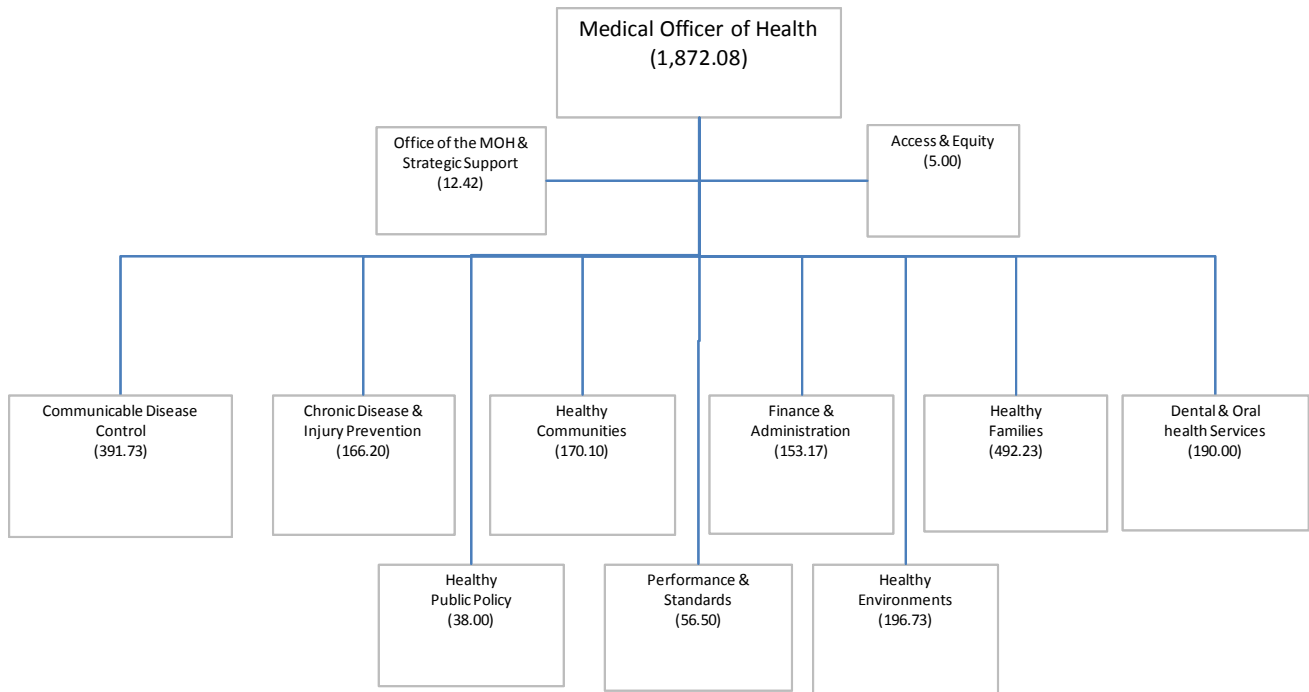 Medical Officer of Health
(1,872.08)
Office of the MOH &
Strategic Support
(12.42)
Access & Equity
(5.00)
Communicable Disease
Control
(391.73)
Chronic Disease &
Injury Prevention
(166.20)
Healthy
Communities
(170.10)
Finance &
Administration
(153.17)
Healthy
Families
(492.23)
Dental & Oral
health Services
(190.00)
Healthy
Public Policy
(38.00)
Performance &
Standards
(56.50)
Healthy
Environments
(196.73)